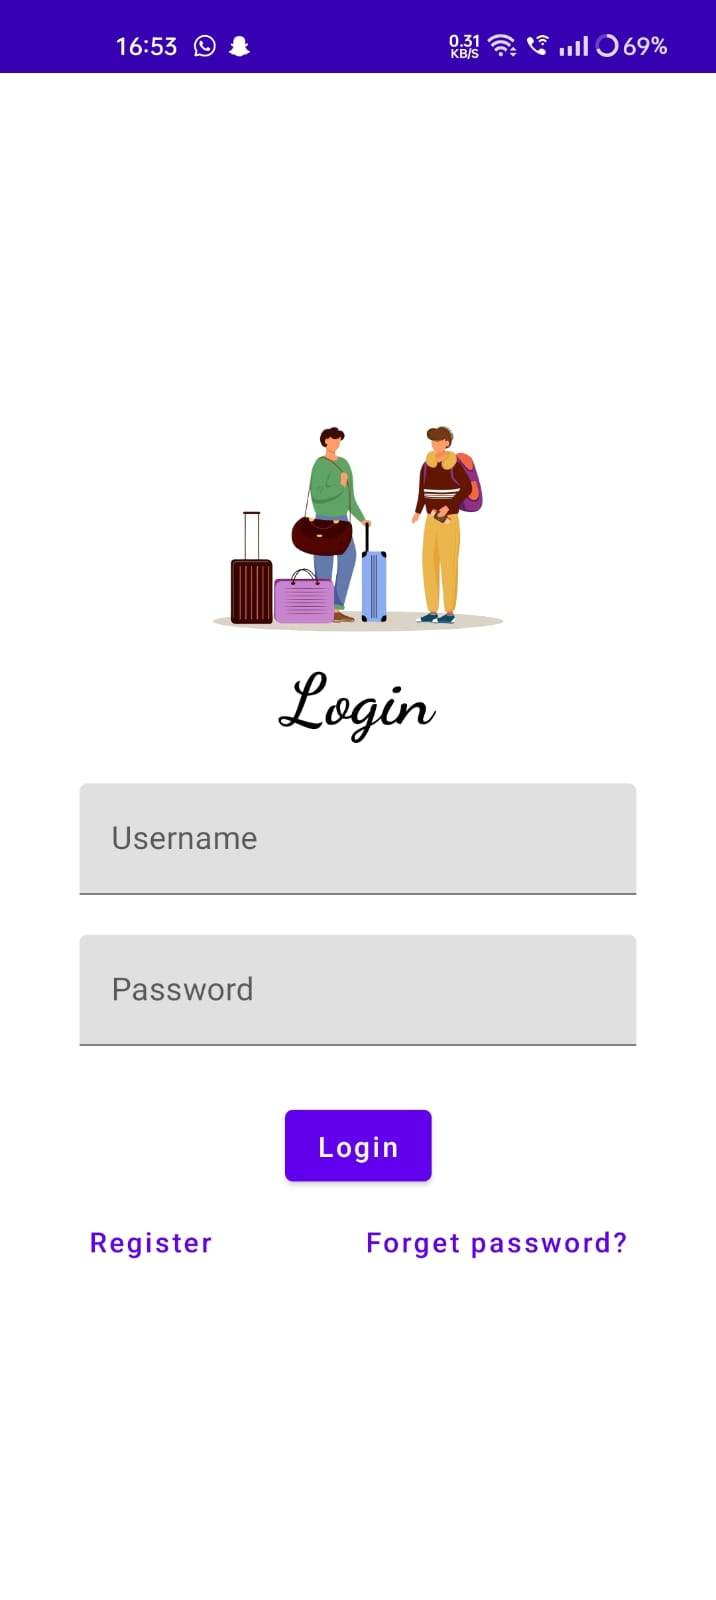 16:53 0.31 KB/S 69%
Login
Username
Password
Login
Register Forget password?